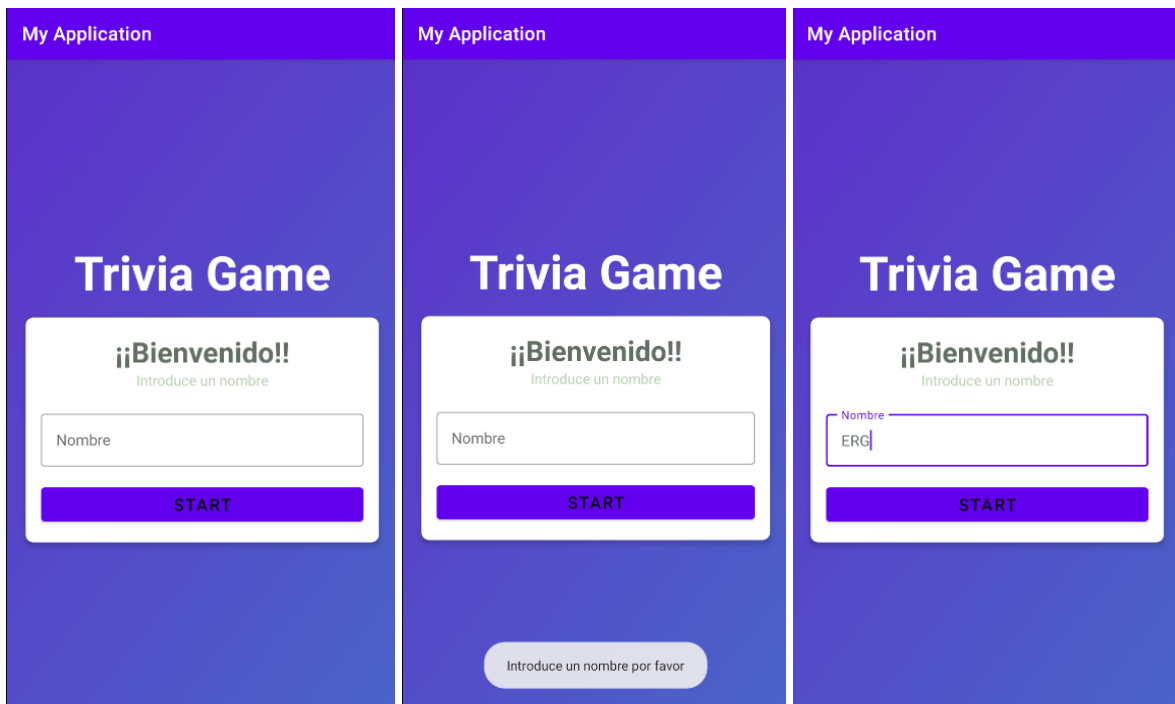 My Application
Trivia Game
¡¡Bienvenido!!
Introduce un nombre
Nombre
START
My Application
Trivia Game
¡¡Bienvenido!!
Introduce un nombre
Nombre
START
Introduce un nombre por favor
My Application
Trivia Game
¡¡Bienvenido!!
Introduce un nombre
Nombre
ERG
START